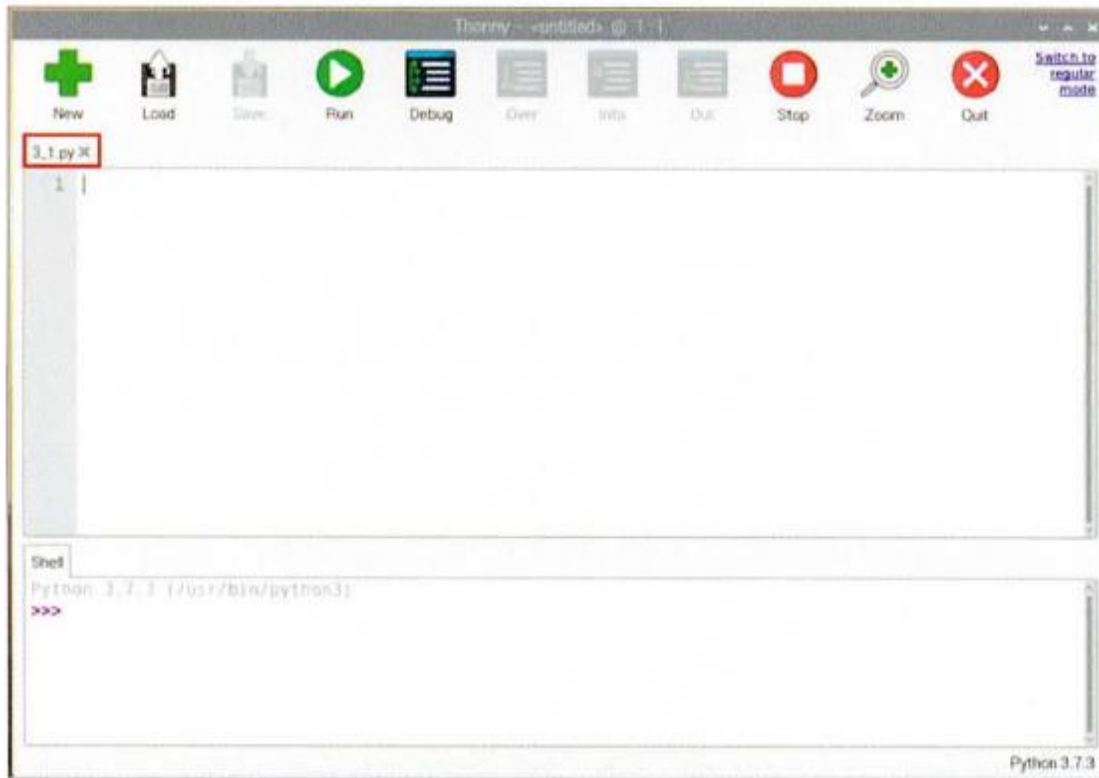 Thonny - <untitled> @ 1:1
New
Load
Save
Run
Debug
Over
Into
Out
Stop
Zoom
Quit
Switch to
regular
mode
3_1.py
1
Shell
Python 3.7.3 (/usr/bin/python3)
>>>
Python 3.7.3